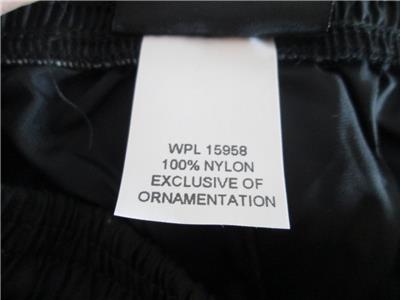 WPL 15958
100% NYLON
EXCLUSIVE OF
ORNAMENTATION